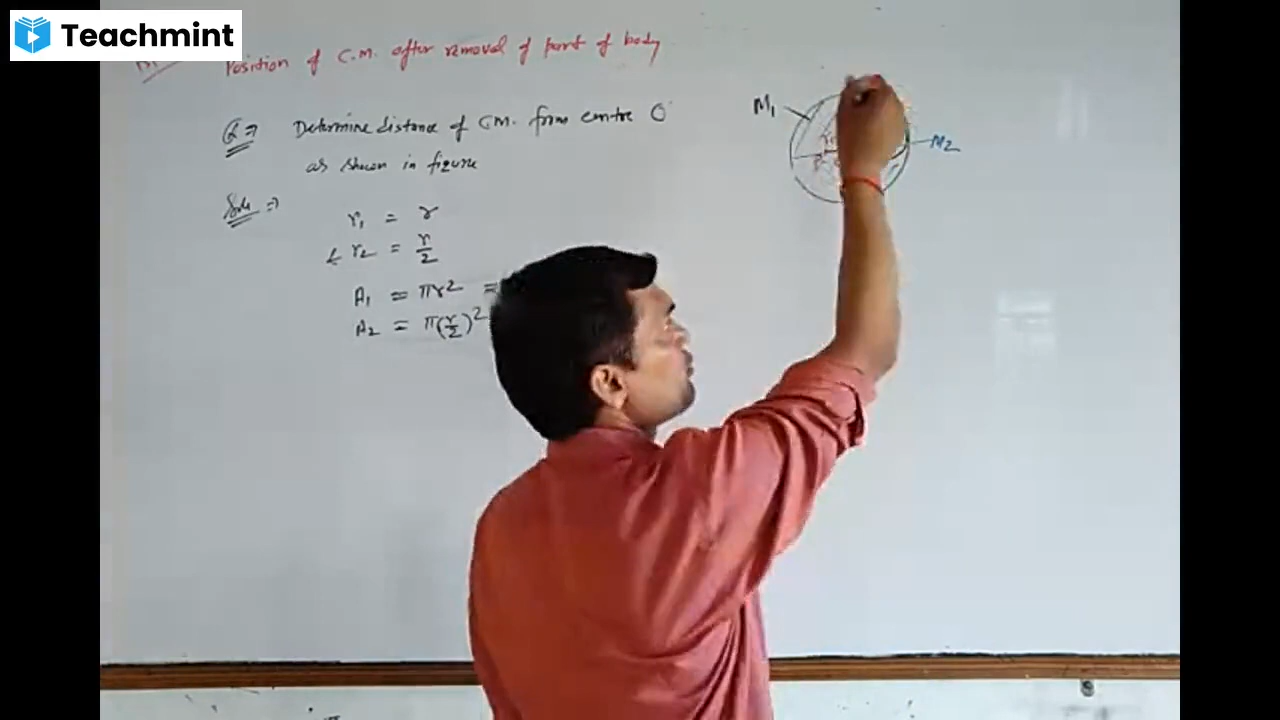 Teachmint
Position of C.M. after removal of part of body
Q ⇒ Determine distance of CM. from centre O
as shown in figure
Soln ⇒
r₁ = r
& r₂ = r/2
A₁ = πr² =
A₂ = π(r/2)²
M₁
M₂